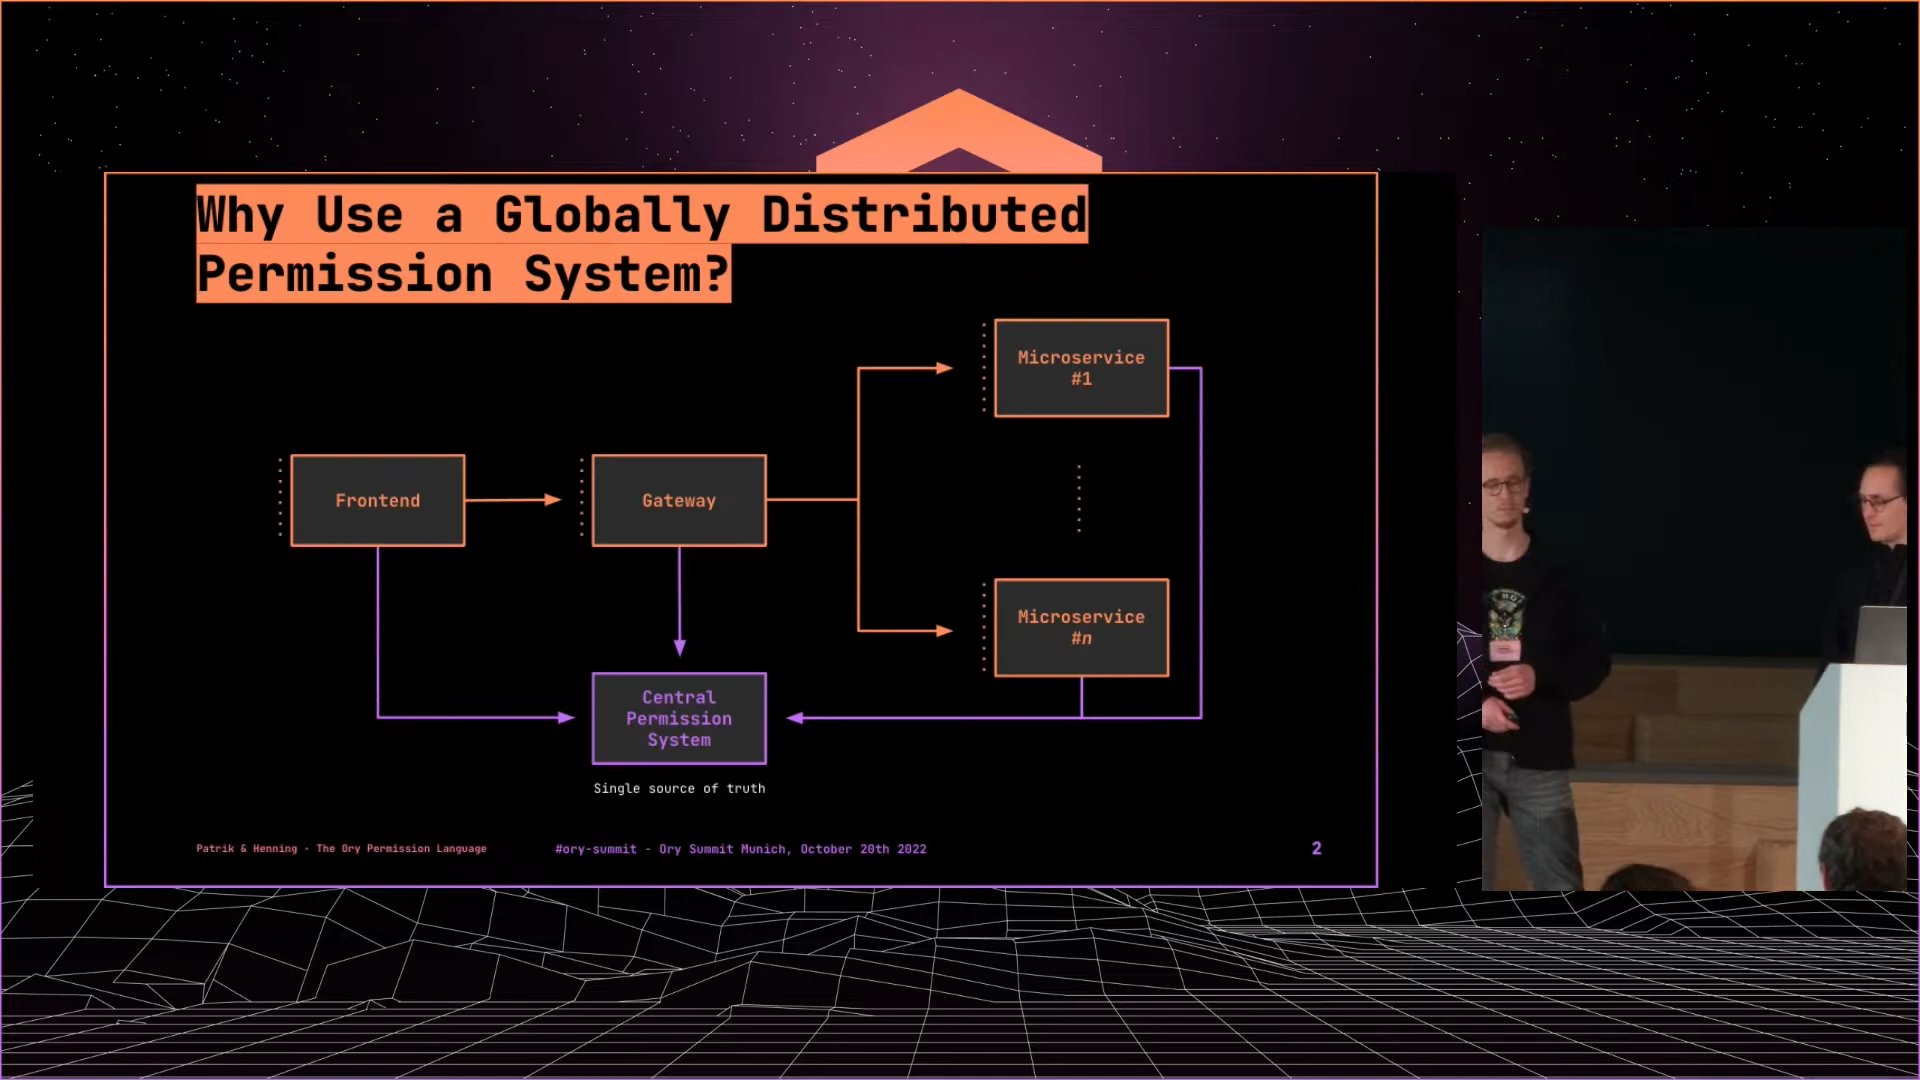 Why Use a Globally Distributed
Permission System?
Microservice
#1
Frontend
Gateway
Microservice
#n
Central
Permission
System
Single source of truth
Patrik & Henning - The Ory Permission Language
#ory-summit - Ory Summit Munich, October 20th 2022
2